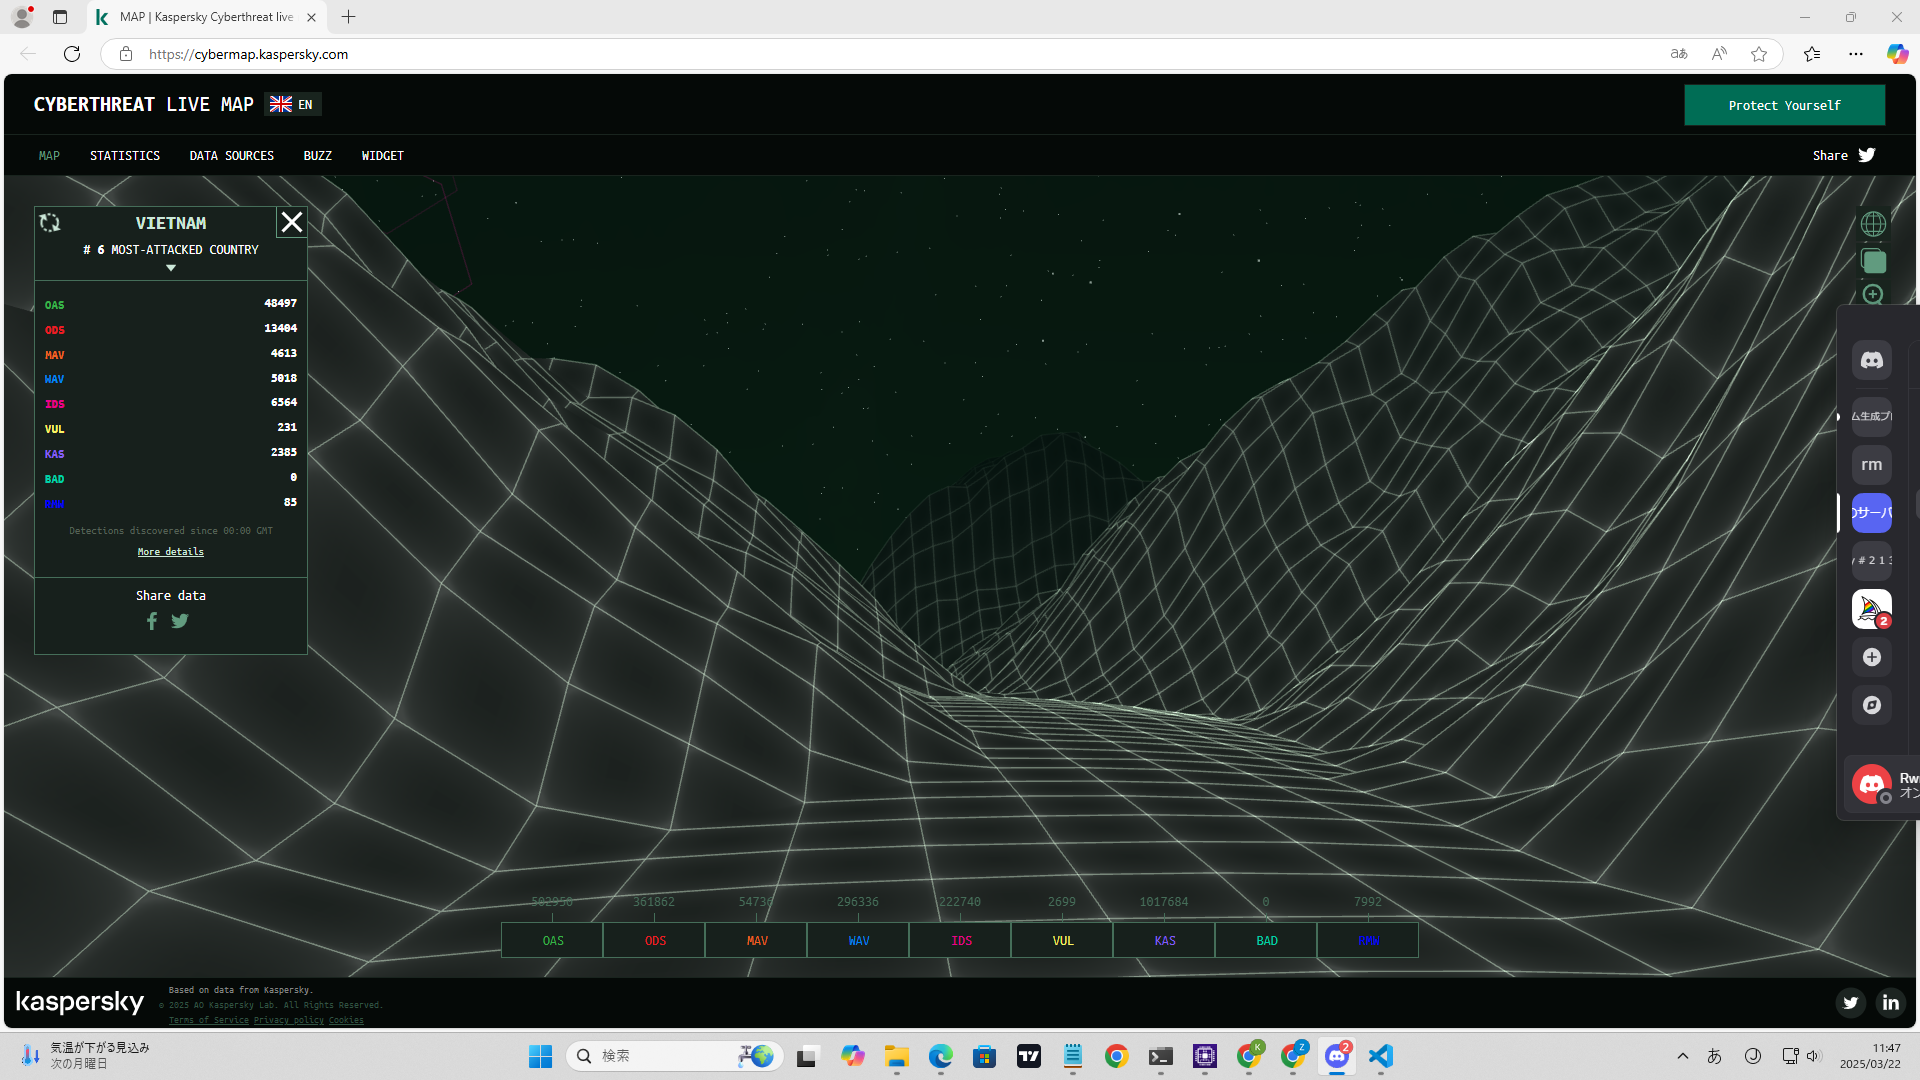 MAP | Kaspersky Cyberthreat live
https://cybermap.kaspersky.com
CYBERTHREAT LIVE MAP EN
Protect Yourself
MAP STATISTICS DATA SOURCES BUZZ WIDGET
Share
VIETNAM
# 6 MOST-ATTACKED COUNTRY
OAS 48497
ODS 13404
MAV 4613
WAV 5018
IDS 6564
VUL 231
KAS 2385
BAD 0
RMW 85
Detections discovered since 00:00 GMT
More details
Share data
ム生成プ
rm
のサーバ
y # 2 1 3
2
Rw
オン
502950 361862 54736 296336 222740 2699 1017684 0 7992
OAS ODS MAV WAV IDS VUL KAS BAD RMW
kaspersky
Based on data from Kaspersky.
© 2025 AO Kaspersky Lab. All Rights Reserved.
Terms of Service Privacy policy Cookies
気温が下がる見込み
次の月曜日
検索
K
Z
2
あ
11:47
2025/03/22